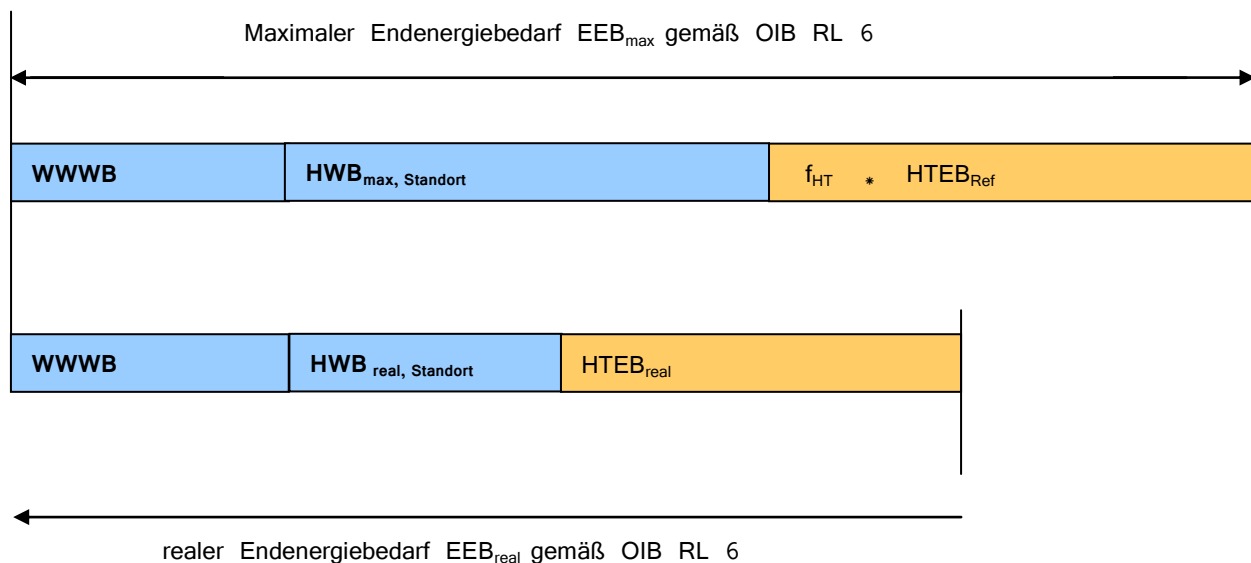 Maximaler Endenergiebedarf EEBmax gemäß OIB RL 6
WWWB HWBmax, Standort fHT * HTEBRef
WWWB HWB real, Standort HTEBreal
realer Endenergiebedarf EEBreal gemäß OIB RL 6